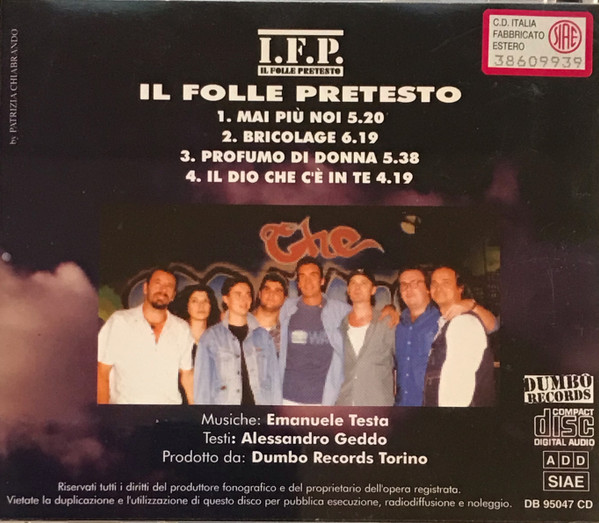 by PATRIZIA CHIABRANDO
I.F.P.
IL FOLLE PRETESTO
C.D. ITALIA
FABBRICATO
ESTERO
SIAE
38609939
IL FOLLE PRETESTO
1. MAI PIÙ NOI 5.20
2. BRICOLAGE 6.19
3. PROFUMO DI DONNA 5.38
4. IL DIO CHE C'È IN TE 4.19
The
Musiche: Emanuele Testa
Testi: Alessandro Geddo
Prodotto da: Dumbo Records Torino
DUMBO
RECORDS
COMPACT
disc
DIGITAL AUDIO
A D D
SIAE
DB 95047 CD
Riservati tutti i diritti del produttore fonografico e del proprietario dell'opera registrata.
Vietate la duplicazione e l'utilizzazione di questo disco per pubblica esecuzione, radiodiffusione e noleggio.